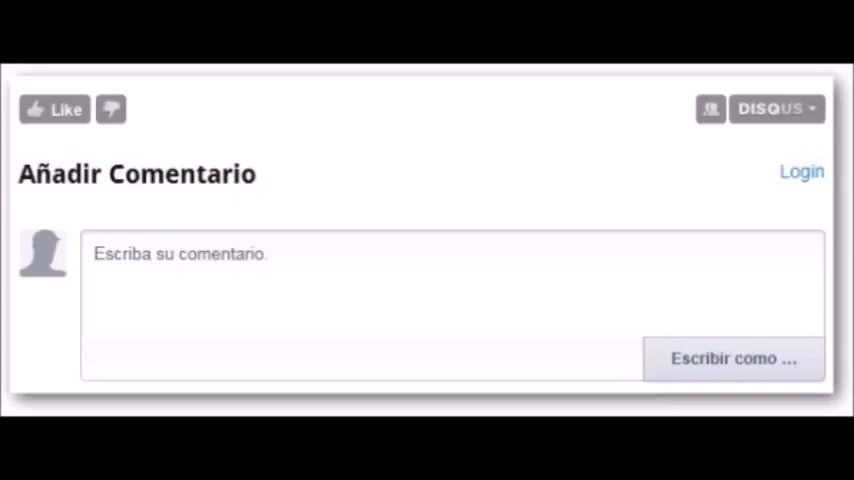 Like
DISQUS
Añadir Comentario
Login
Escriba su comentario.
Escribir como ...